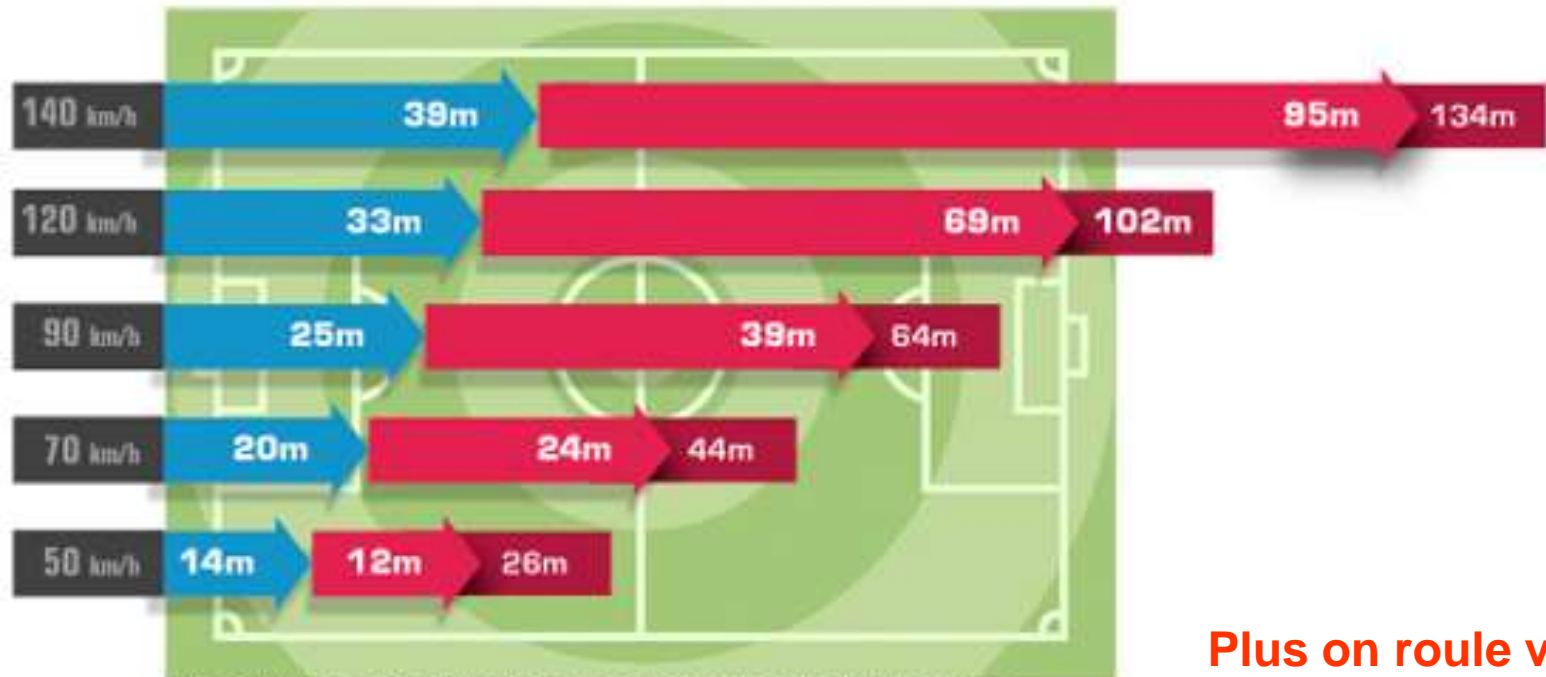 140 km/h 39m 95m 134m
120 km/h 33m 69m 102m
90 km/h 25m 39m 64m
70 km/h 20m 24m 44m
50 km/h 14m 12m 26m
Plus on roule v